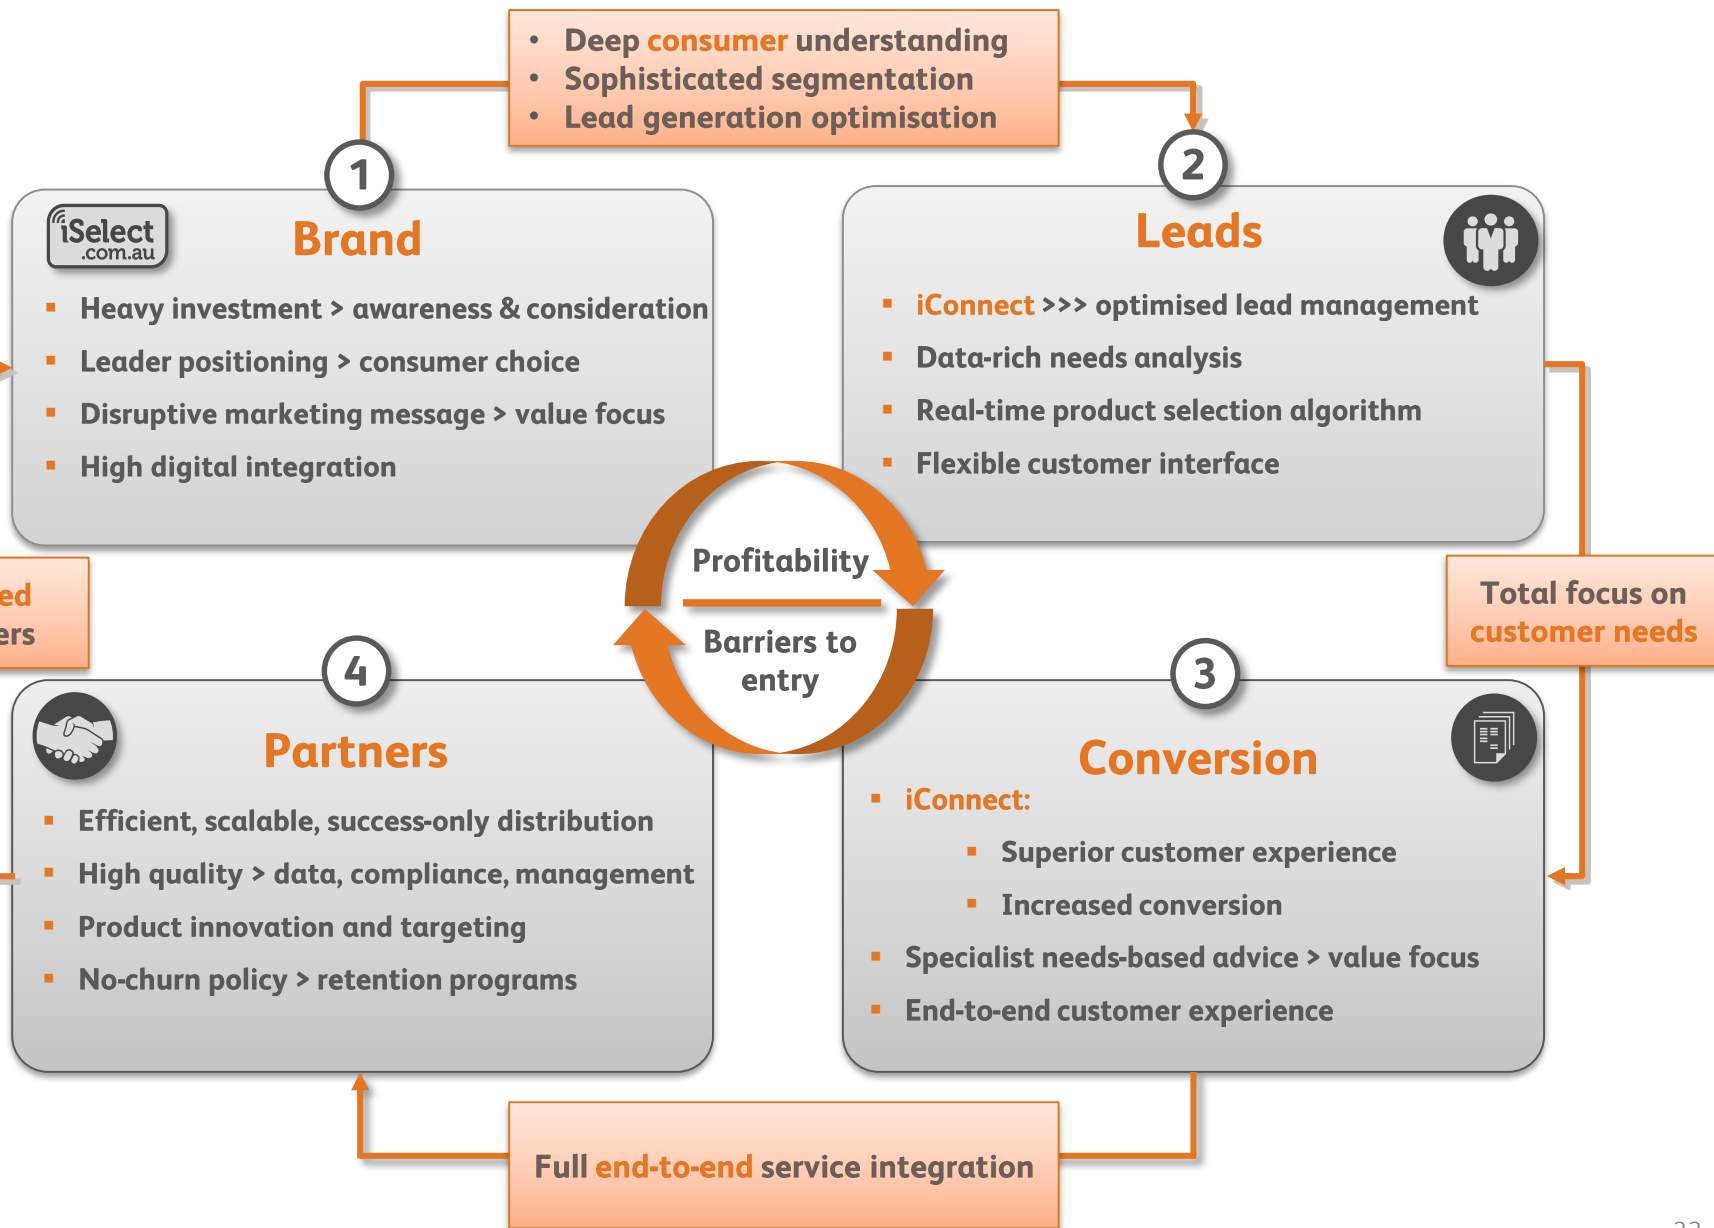 • Deep consumer understanding
• Sophisticated segmentation
• Lead generation optimisation
1
iSelect
.com.au
Brand
▪ Heavy investment > awareness & consideration
▪ Leader positioning > consumer choice
▪ Disruptive marketing message > value focus
▪ High digital integration
2
Leads
▪ iConnect >>> optimised lead management
▪ Data-rich needs analysis
▪ Real-time product selection algorithm
▪ Flexible customer interface
Profitability
Barriers to
entry
ed
ers
Total focus on
customer needs
3
Conversion
▪ iConnect:
▪ Superior customer experience
▪ Increased conversion
▪ Specialist needs-based advice > value focus
▪ End-to-end customer experience
4
Partners
▪ Efficient, scalable, success-only distribution
▪ High quality > data, compliance, management
▪ Product innovation and targeting
▪ No-churn policy > retention programs
Full end-to-end service integration